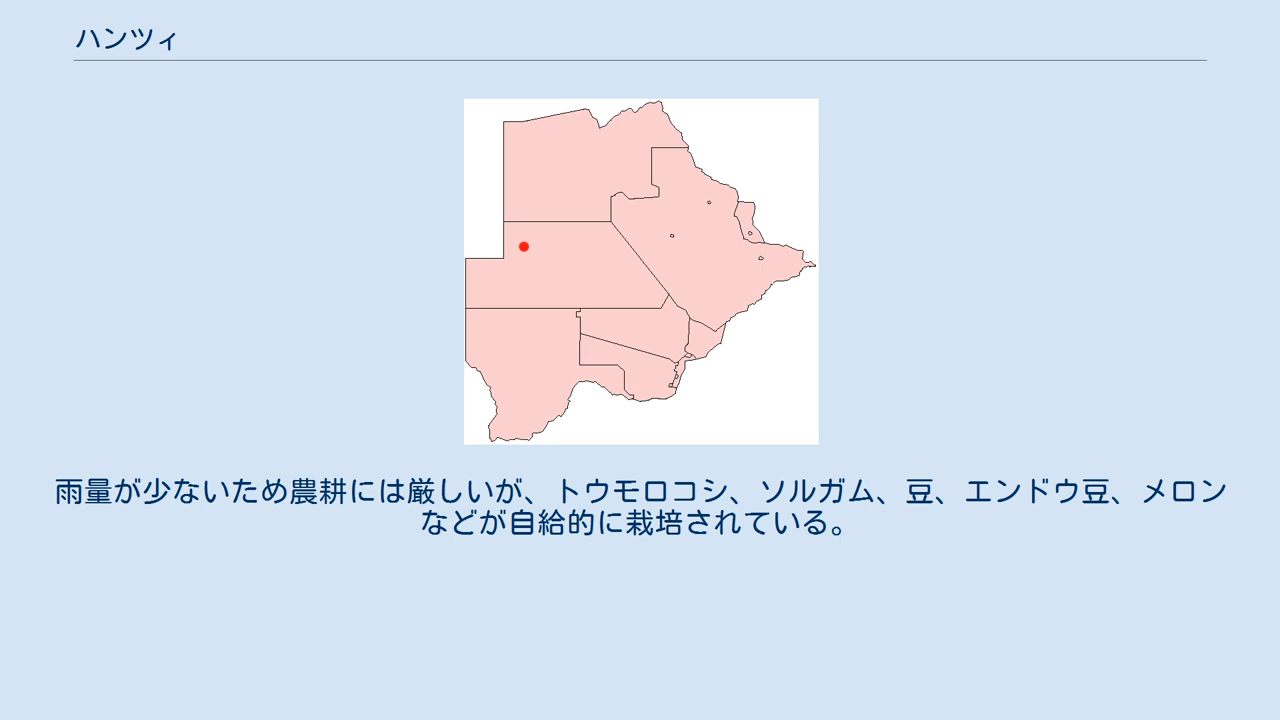 ハンツィ
雨量が少ないため農耕には厳しいが、トウモロコシ、ソルガム、豆、エンドウ豆、メロン
などが自給的に栽培されている。